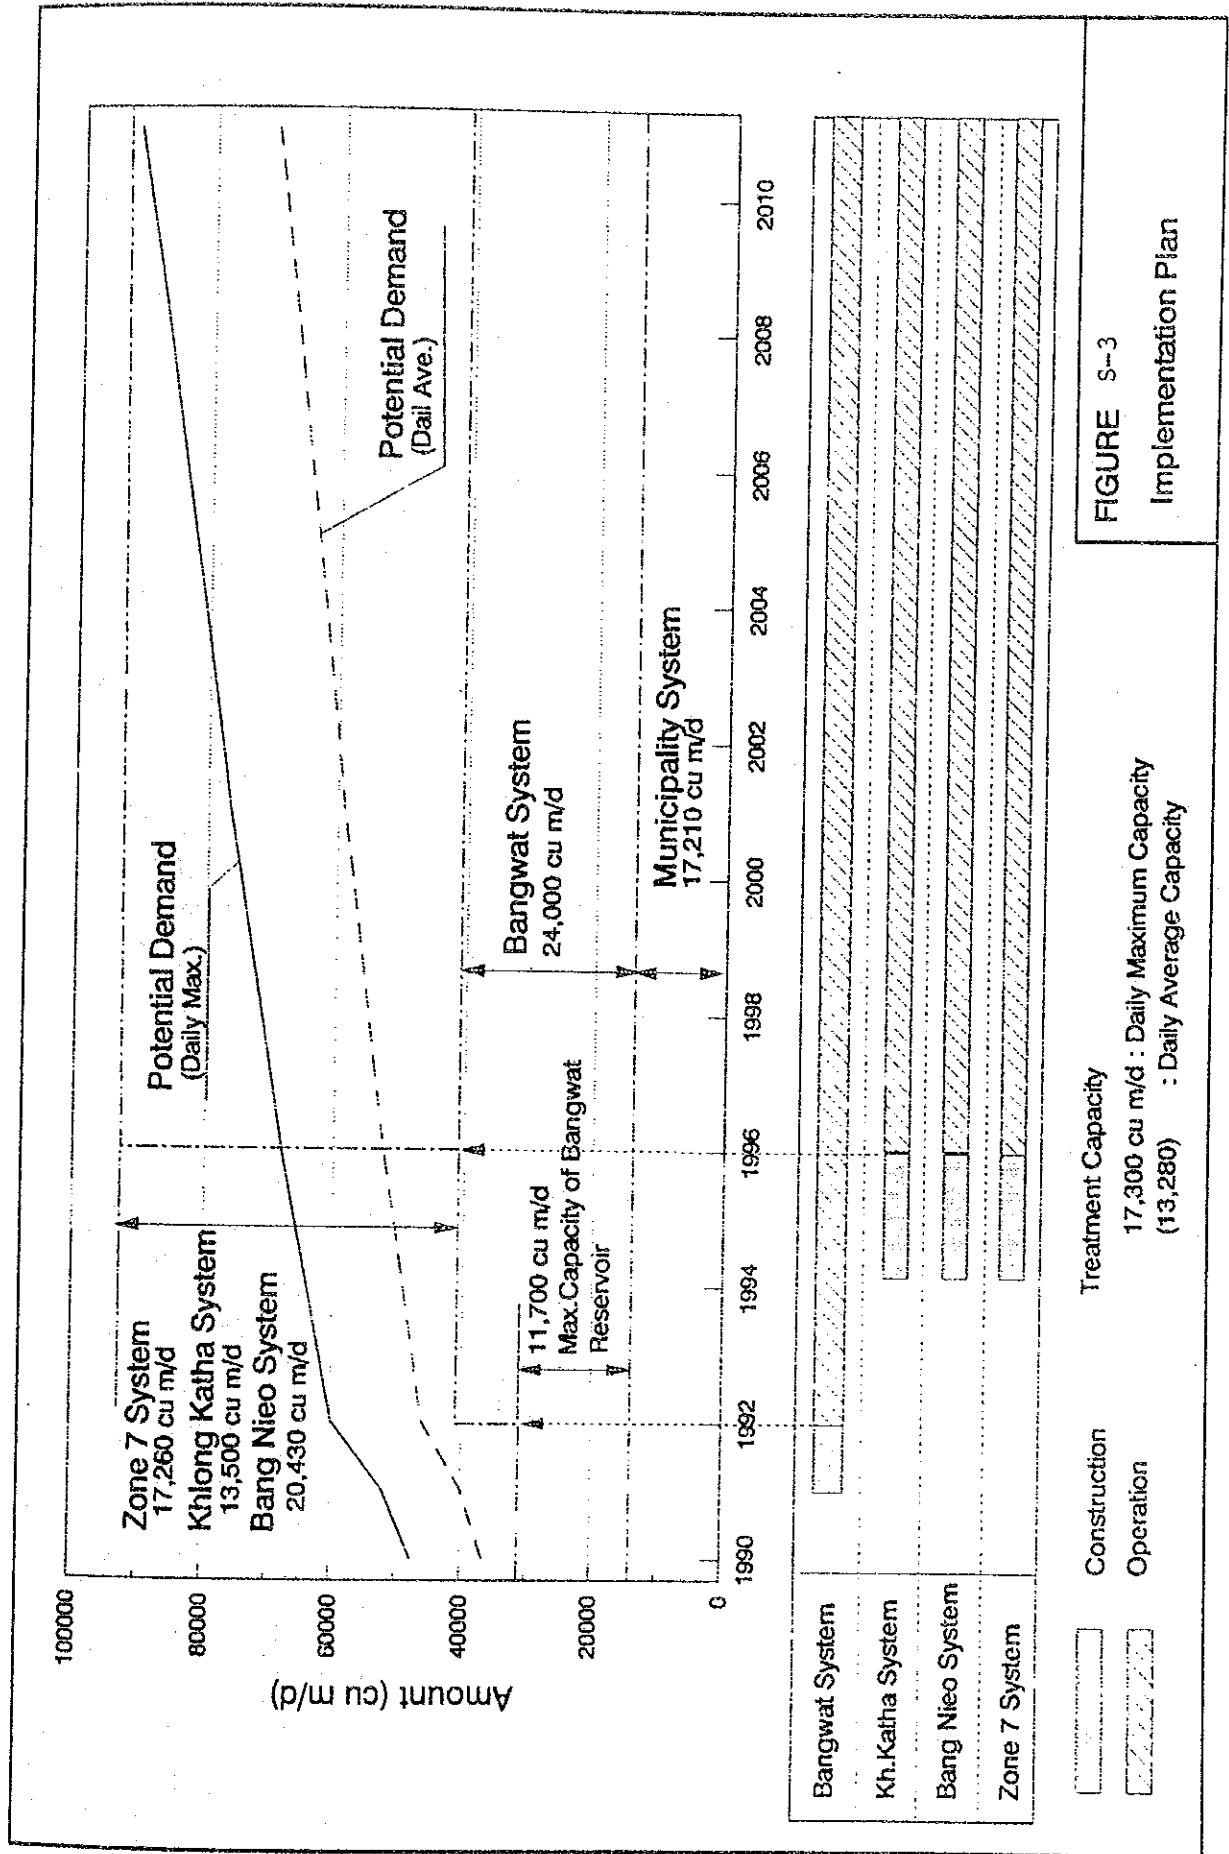 Amount (cu m/d)
100000
80000
60000
40000
20000
0
Zone 7 System
17,260 cu m/d
Khlong Katha System
13,500 cu m/d
Bang Nieo System
20,430 cu m/d
Potential Demand
(Daily Max.)
Potential Demand
(Dail Ave.)
11,700 cu m/d
Max.Capacity of Bangwat
Reservoir
Bangwat System
24,000 cu m/d
Municipality System
17,210 cu m/d
1990
1992
1994
1996
1998
2000
2002
2004
2006
2008
2010
Bangwat System
Kh.Katha System
Bang Nieo System
Zone 7 System
Construction
Operation
Treatment Capacity
17,300 cu m/d : Daily Maximum Capacity
(13,280) : Daily Average Capacity
FIGURE S-3
Implementation Plan